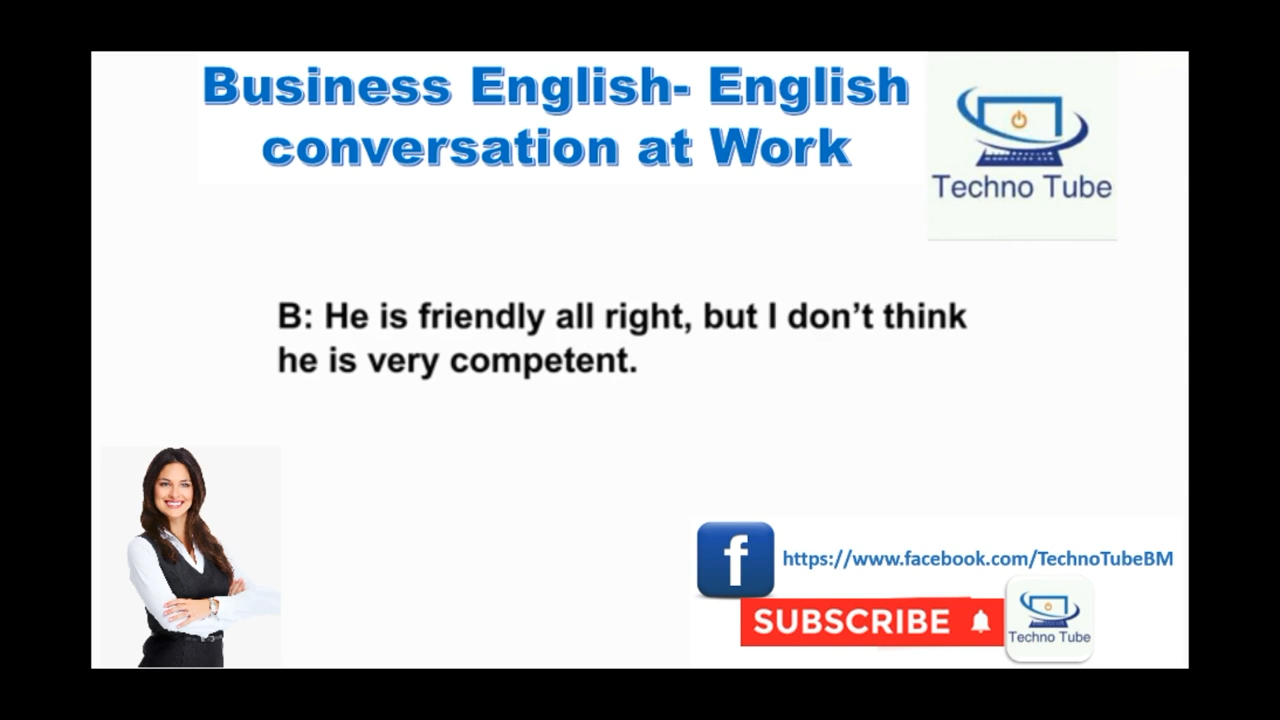 Business English- English
conversation at Work
Techno Tube
B: He is friendly all right, but I don’t think
he is very competent.
f
https://www.facebook.com/TechnoTubeBM
SUBSCRIBE
Techno Tube